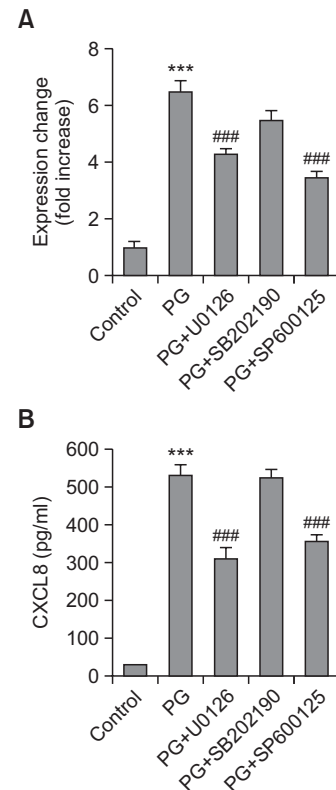 A
Expression change
(fold increase)
8
6
4
2
0
***
###
###
Control
PG
PG+U0126
PG+SB202190
PG+SP600125
B
CXCL8 (pg/ml)
600
500
400
300
200
100
0
***
###
###
Control
PG
PG+U0126
PG+SB202190
PG+SP600125